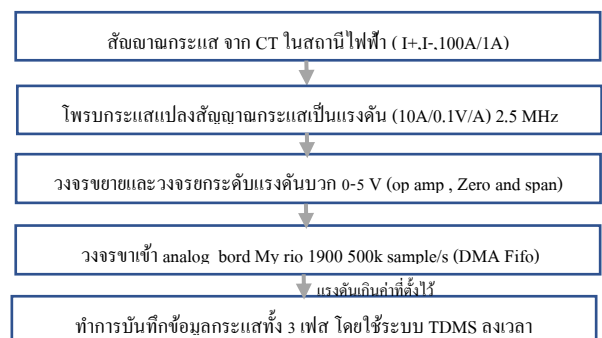 สัญญาณกระแส จาก CT ในสถานีไฟฟ้า ( I+,I-,100A/1A)
โพรบกระแสแปลงสัญญาณกระแสเป็นแรงดัน (10A/0.1V/A) 2.5 MHz
วงจรขยายและวงจรยกระดับแรงดันบวก 0-5 V (op amp , Zero and span)
วงจรขาเข้า analog bord My rio 1900 500k sample/s (DMA Fifo)
แรงดันเกินค่าที่ตั้งไว้
ทำการบันทึกข้อมูลกระแสทั้ง 3 เฟส โดยใช้ระบบ TDMS ลงเวลา